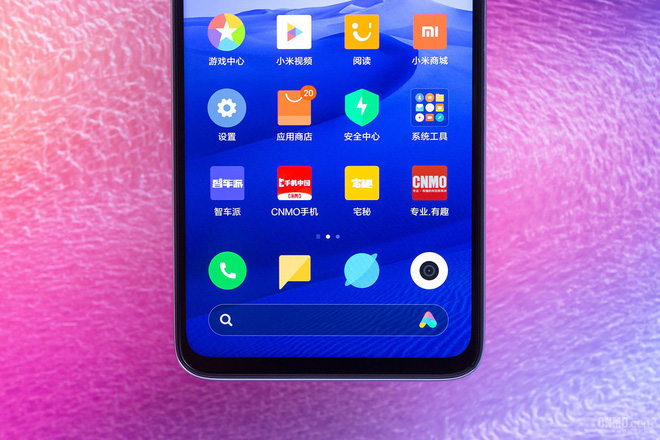 游戏中心
小米视频
阅读
mi
小米商城
20
设置
应用商店
安全中心
系统工具
智车派
智车派
手机中国
CNMO
CNMO手机
宅秘
宅秘
CNMO
专业.有趣